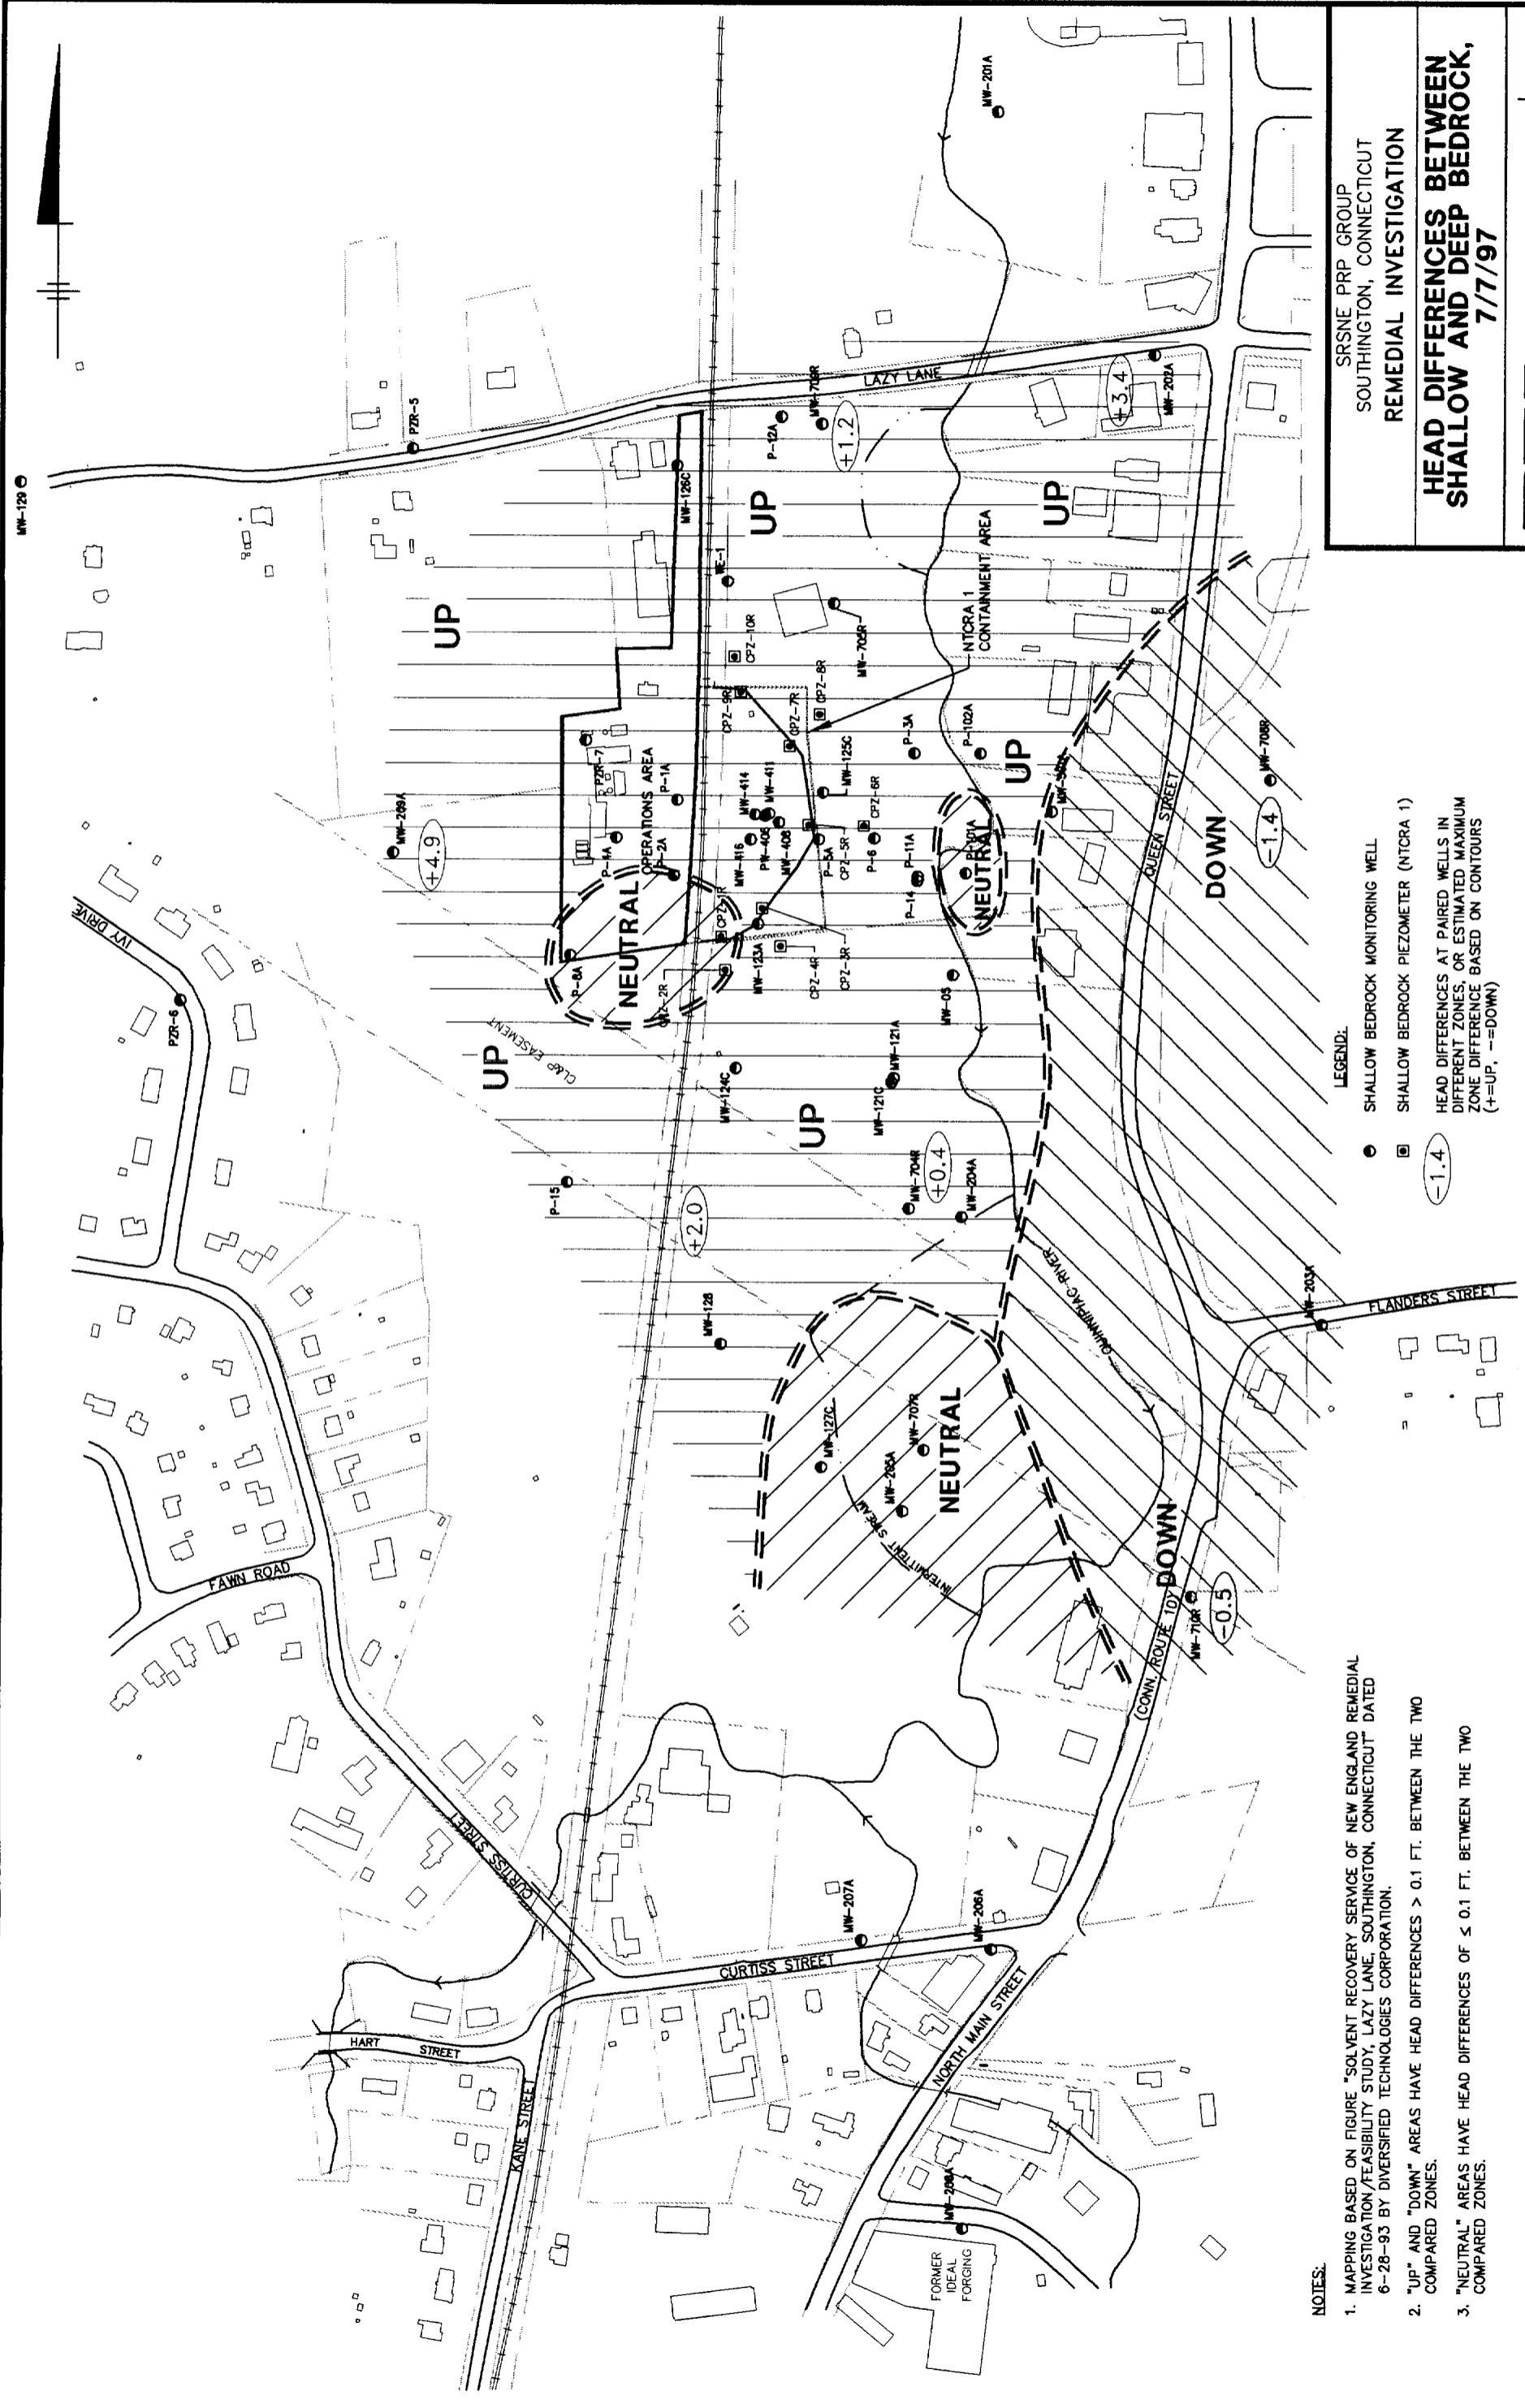 SRSNE PRP GROUP
SOUTHINGTON, CONNECTICUT
REMEDIAL INVESTIGATION
HEAD DIFFERENCES BETWEEN
SHALLOW AND DEEP BEDROCK,
7/7/97
MW-129
PZR-5
MW-201A
LAZY LANE
MW-202A
+3.4
P-12A
MW-709R
+1.2
MW-126C
UP
UP
UP
NTCRA 1
CONTAINMENT AREA
CPZ-10R
MW-705R
CPZ-9R
CPZ-7R
CPZ-8R
PZR-7
OPERATIONS AREA
P-1A
P-2A
P-4A
MW-414
MW-411
MW-416
PW-406
MW-408
MW-125C
CPZ-6R
P-5A
CPZ-5R
P-6
P-3A
P-102A
UP
P-11A
P-14
P-101A
NEUTRAL
MW-708R
-1.4
QUEEN STREET
DOWN
MW-209A
+4.9
IVY DRIVE
PZR-6
P-8A
NEUTRAL
CPZ-2R
MW-123A
CPZ-4R
CPZ-3R
MW-05
CL&P EASEMENT
UP
MW-124C
UP
MW-121A
MW-121C
P-15
+2.0
MW-704R
+0.4
MW-204A
MW-128
QUINNIPIAC RIVER
MW-203A
FLANDERS STREET
MW-127C
MW-707R
MW-205A
NEUTRAL
INTERMITTENT STREAM
DOWN
MW-710R
-0.5
(CONN. ROUTE 10)
FAWN ROAD
CURTISS STREET
MW-207A
MW-206A
CURTISS STREET
NORTH MAIN STREET
HART
STREET
KANE STREET
MW-208A
FORMER
IDEAL
FORGING
LEGEND:
SHALLOW BEDROCK MONITORING WELL
SHALLOW BEDROCK PIEZOMETER (NTCRA 1)
-1.4
HEAD DIFFERENCES AT PAIRED WELLS IN
DIFFERENT ZONES, OR ESTIMATED MAXIMUM
ZONE DIFFERENCE BASED ON CONTOURS
(+=UP, -=DOWN)
NOTES:
1. MAPPING BASED ON FIGURE "SOLVENT RECOVERY SERVICE OF NEW ENGLAND REMEDIAL
INVESTIGATION/FEASIBILITY STUDY, LAZY LANE, SOUTHINGTON, CONNECTICUT" DATED
6-28-93 BY DIVERSIFIED TECHNOLOGIES CORPORATION.
2. "UP" AND "DOWN" AREAS HAVE HEAD DIFFERENCES > 0.1 FT. BETWEEN THE TWO
COMPARED ZONES.
3. "NEUTRAL" AREAS HAVE HEAD DIFFERENCES OF ≤ 0.1 FT. BETWEEN THE TWO
COMPARED ZONES.